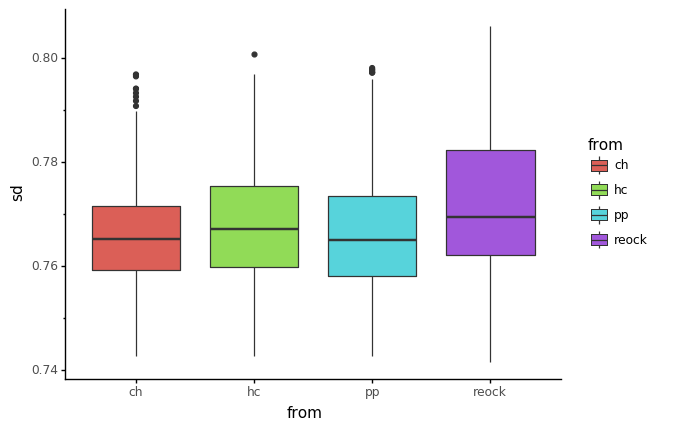 sd
0.80
0.78
0.76
0.74
ch
hc
pp
reock
from
from
ch
hc
pp
reock